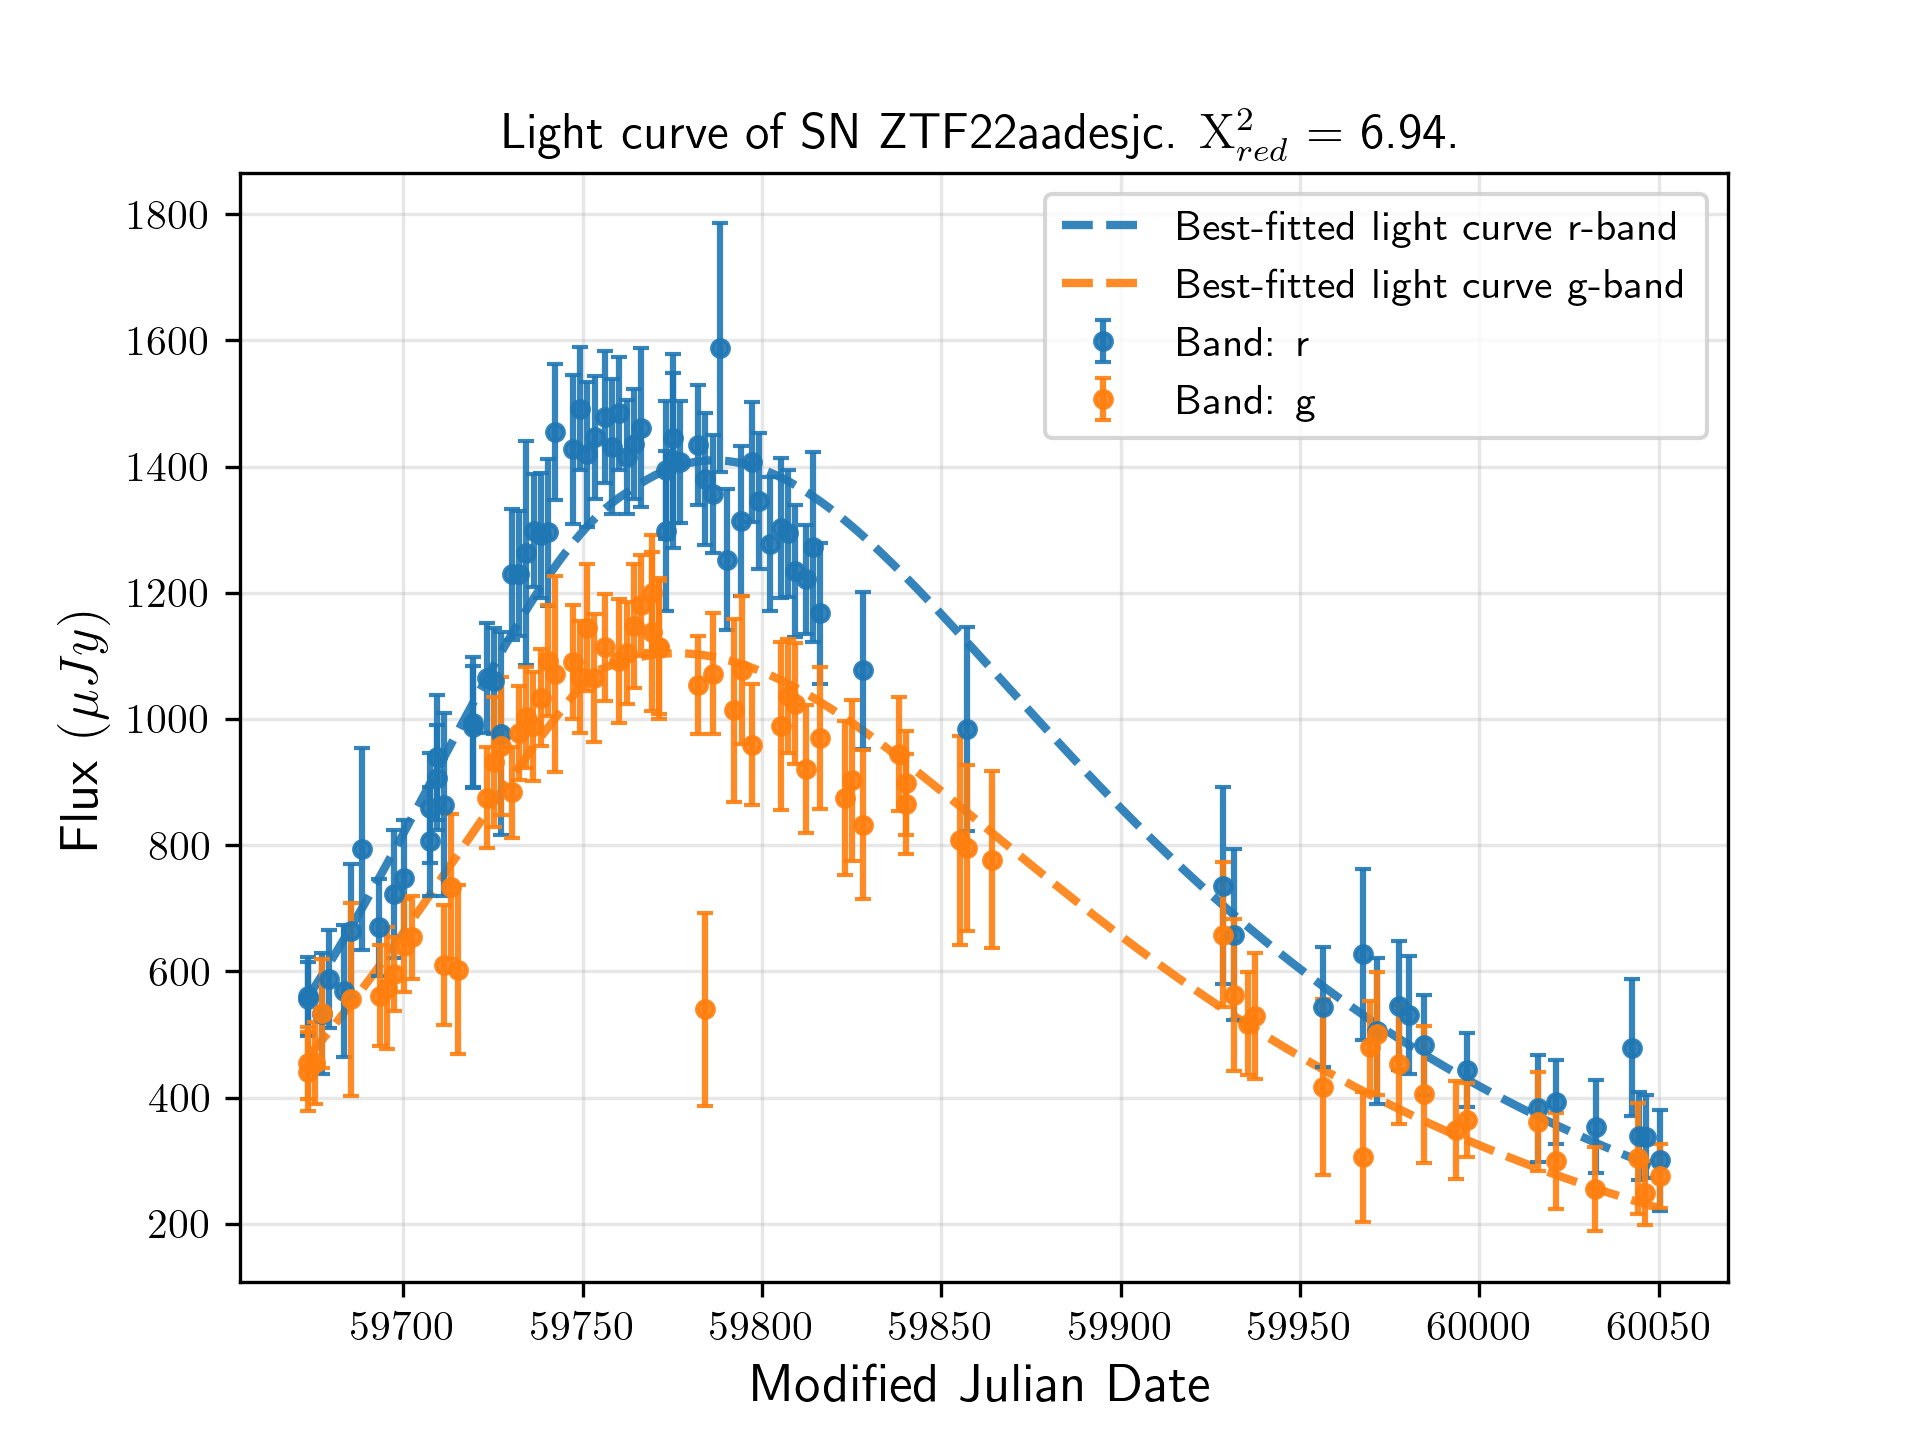 Light curve of SN ZTF22aadesjc. X²_red = 6.94.
Best-fitted light curve r-band
Best-fitted light curve g-band
Band: r
Band: g
Flux (μJy)
1800
1600
1400
1200
1000
800
600
400
200
59700 59750 59800 59850 59900 59950 60000 60050
Modified Julian Date